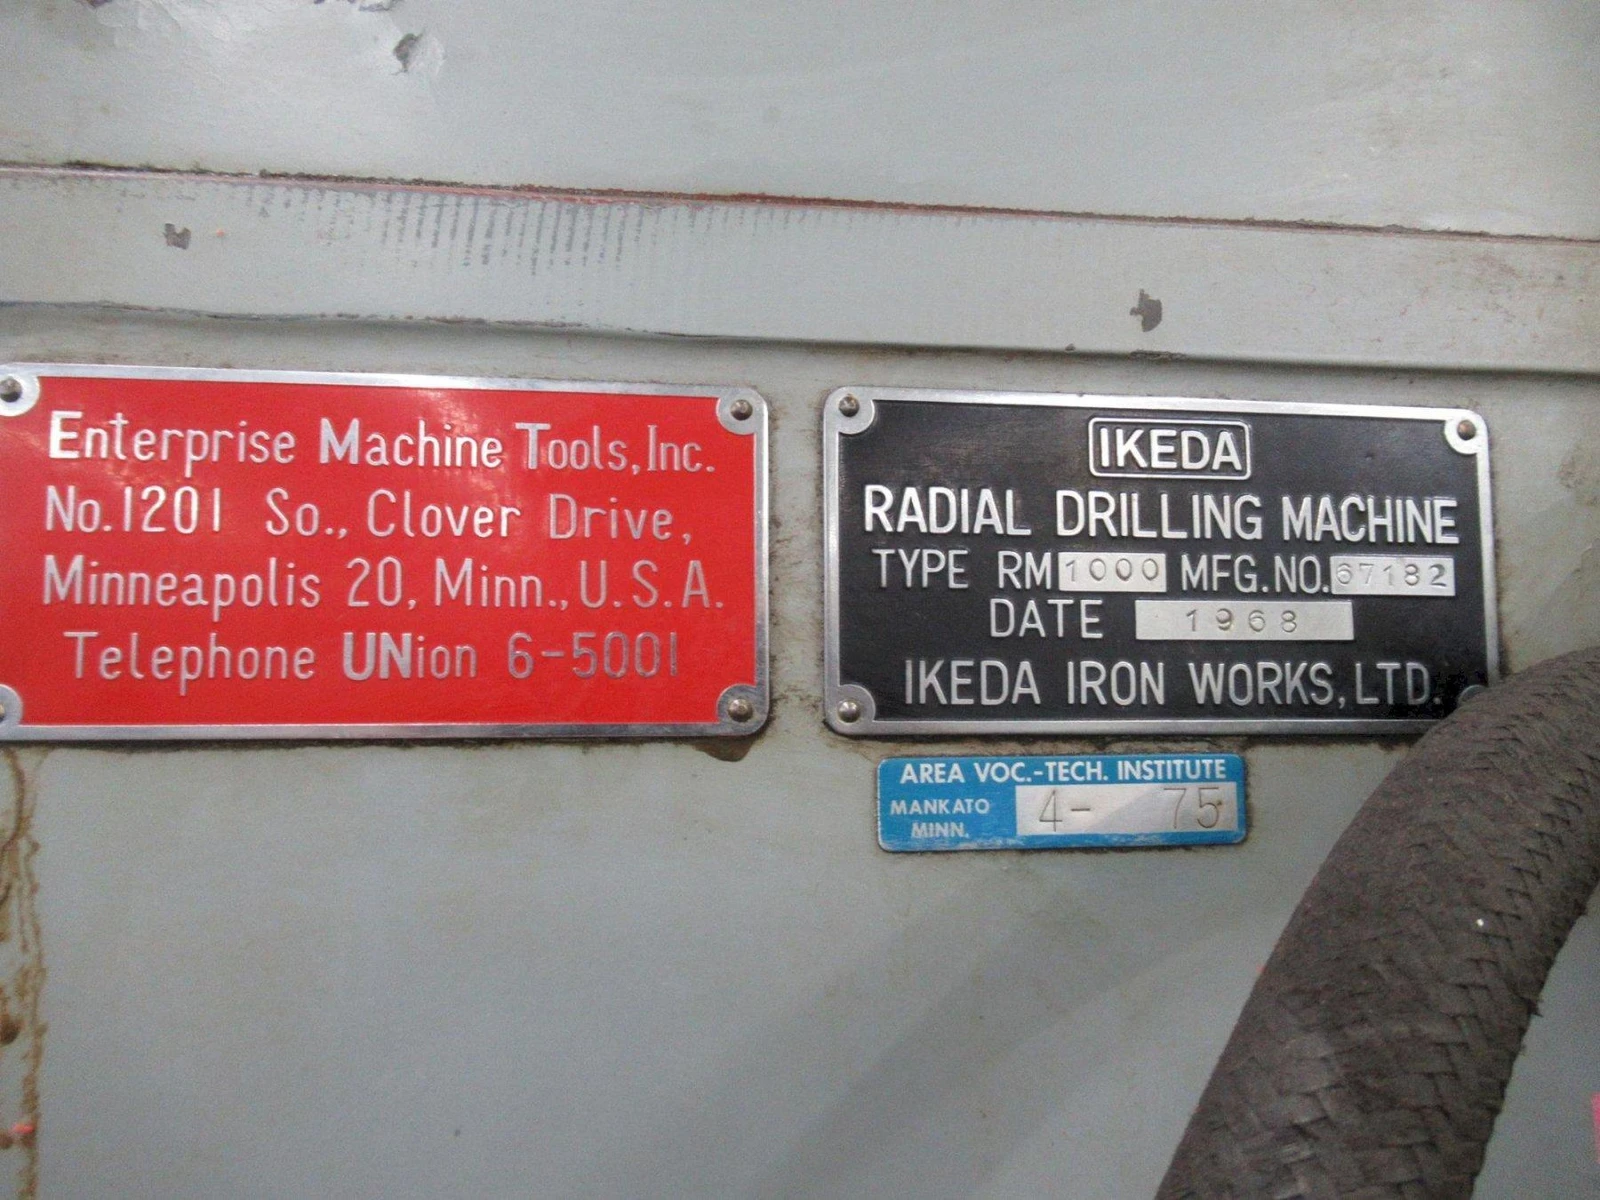 Enterprise Machine Tools, Inc.
No.1201 So., Clover Drive,
Minneapolis 20, Minn., U.S.A.
Telephone UNion 6-5001
IKEDA
RADIAL DRILLING MACHINE
TYPE RM 1000 MFG.NO. 67182
DATE 1968
IKEDA IRON WORKS, LTD.
AREA VOC.-TECH. INSTITUTE
MANKATO 4- 75
MINN.